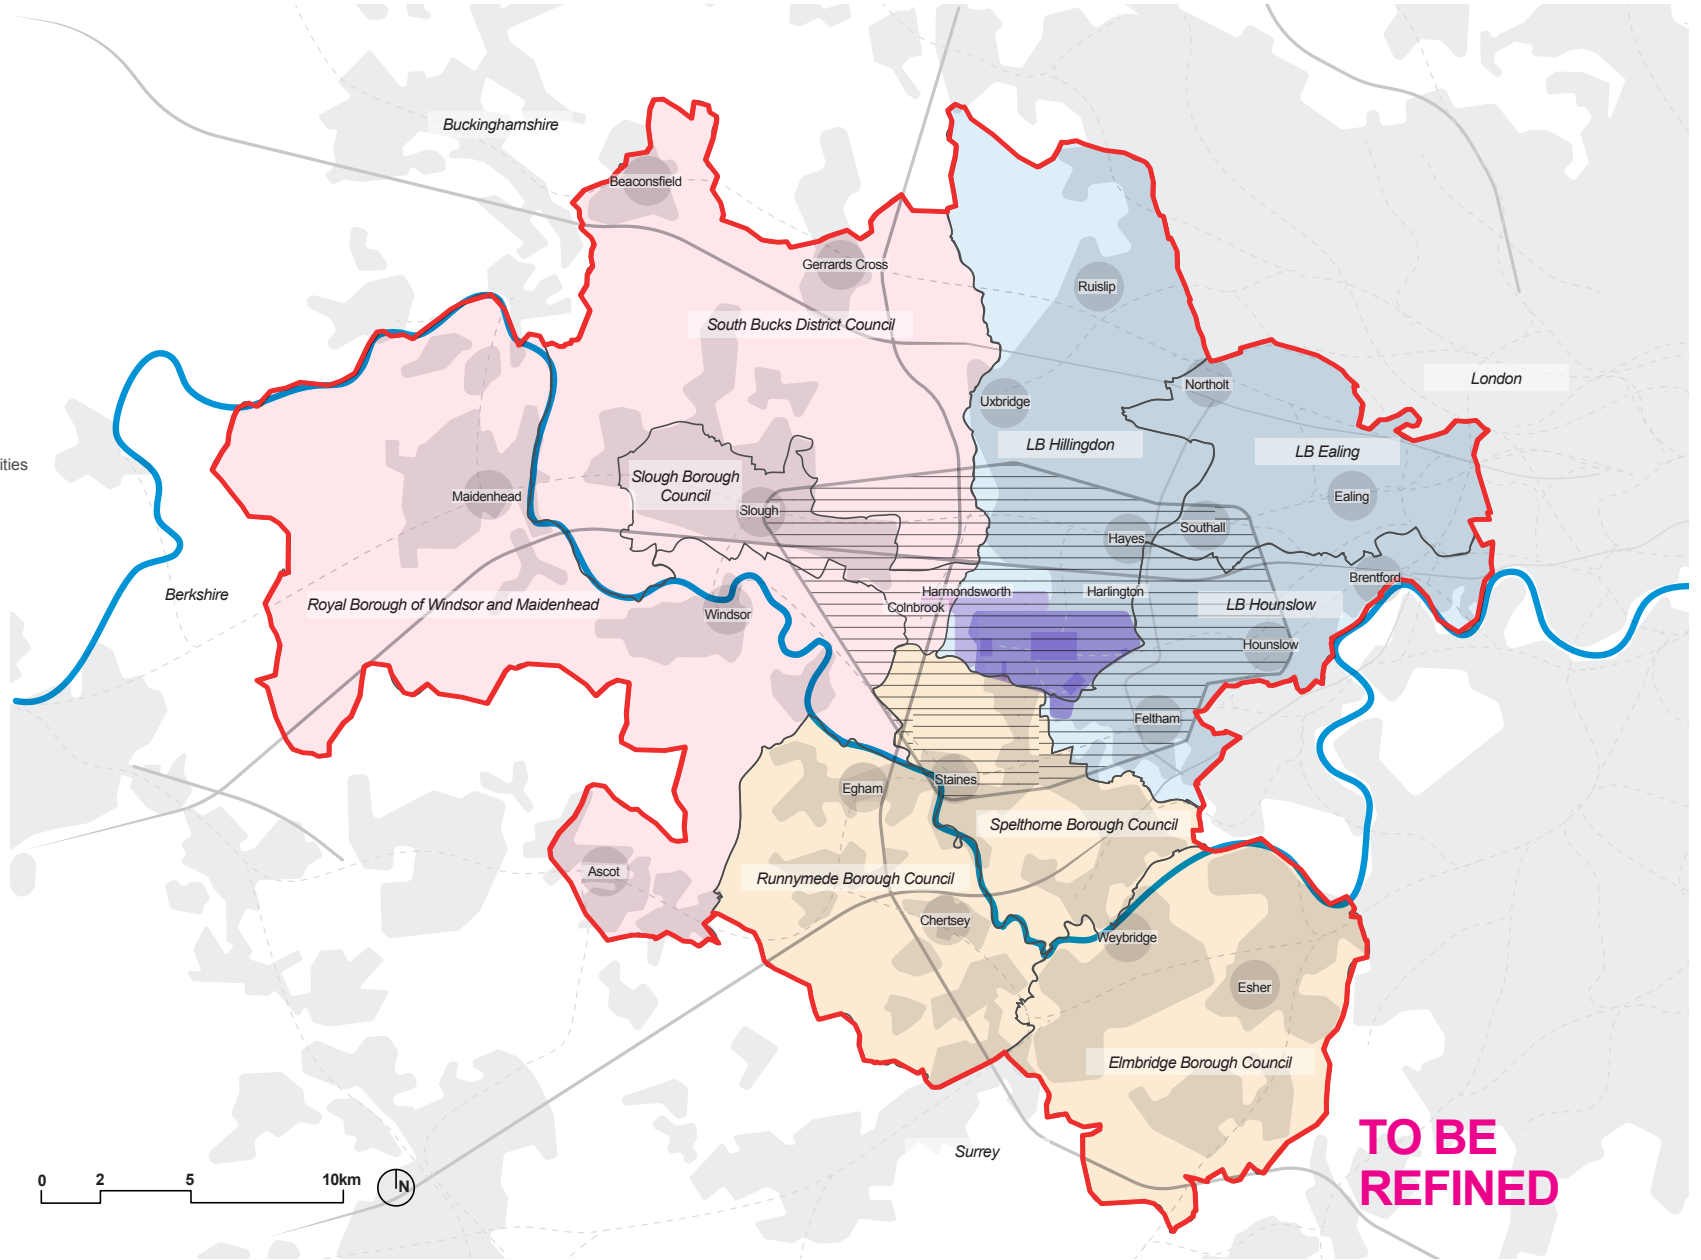 Buckinghamshire
Beaconsfield
Gerrards Cross
Ruislip
South Bucks District Council
London
Northolt
Uxbridge
LB Hillingdon
LB Ealing
ities
Slough Borough
Council
Maidenhead
Slough
Ealing
Southall
Hayes
Brentford
Berkshire
Royal Borough of Windsor and Maidenhead
Windsor
Harmondsworth
Colnbrook
Harlington
LB Hounslow
Hounslow
Feltham
Egham
Staines
Spelthorne Borough Council
Ascot
Runnymede Borough Council
Chertsey
Weybridge
Esher
Elmbridge Borough Council
Surrey
TO BE
REFINED
0 2 5 10km
N